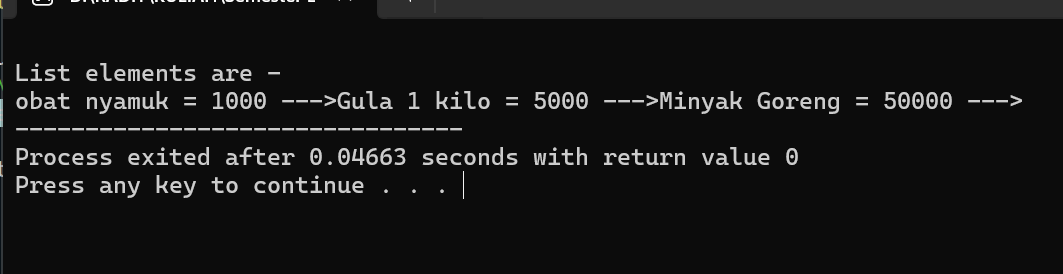 List elements are -
obat nyamuk = 1000 --->Gula 1 kilo = 5000 --->Minyak Goreng = 50000 --->
--------------------------------
Process exited after 0.04663 seconds with return value 0
Press any key to continue . . .